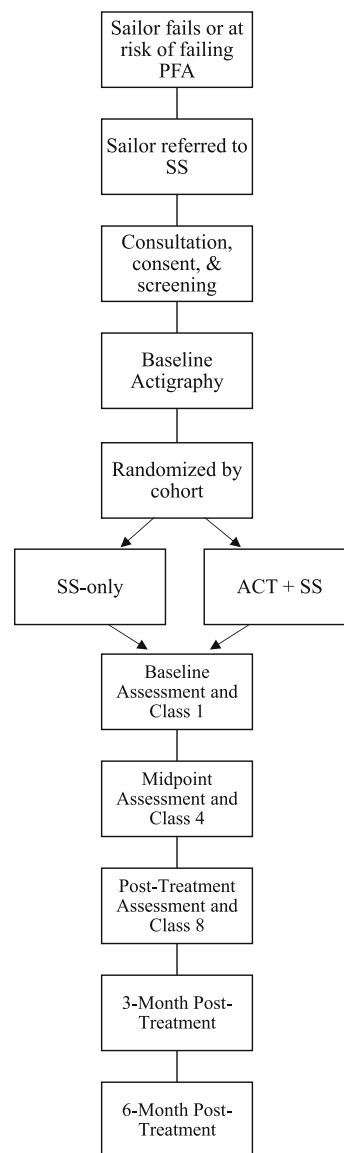 Sailor fails or at
risk of failing
PFA
Sailor referred to
SS
Consultation,
consent, &
screening
Baseline
Actigraphy
Randomized by
cohort
SS-only
ACT + SS
Baseline
Assessment and
Class 1
Midpoint
Assessment and
Class 4
Post-Treatment
Assessment and
Class 8
3-Month Post-
Treatment
6-Month Post-
Treatment